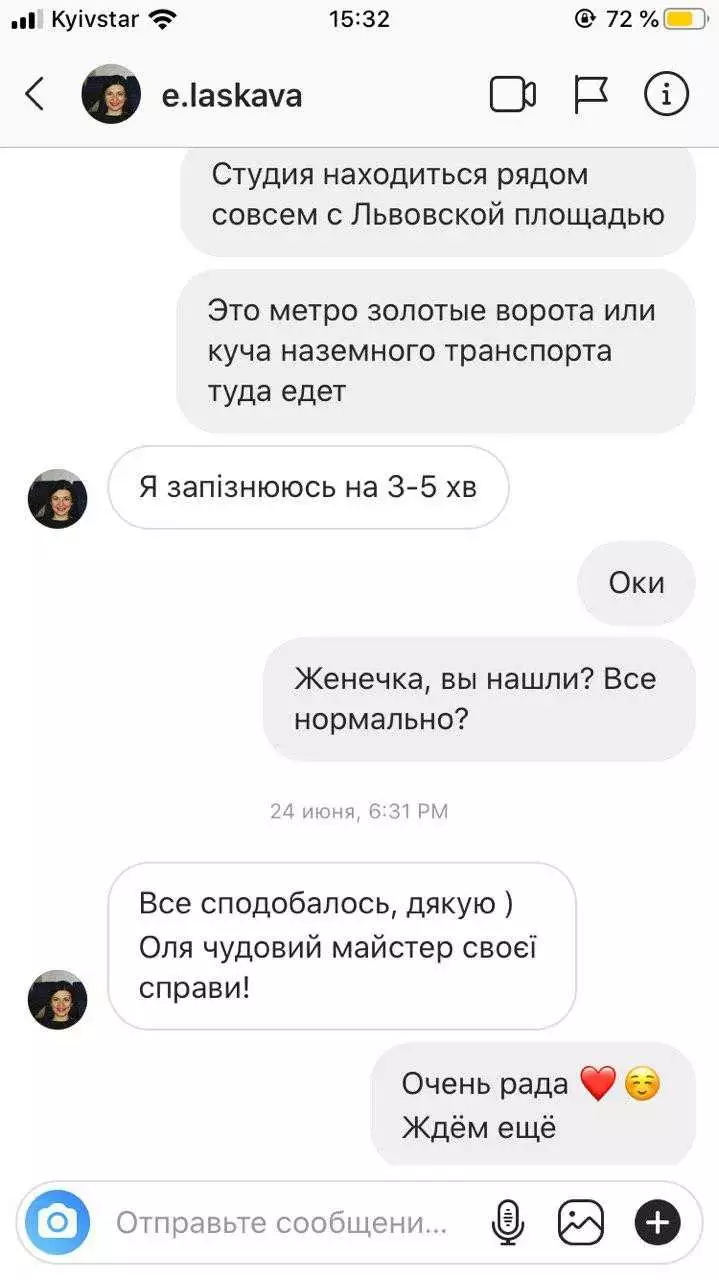 Kyivstar 15:32 72 %
e.laskava
Студия находиться рядом
совсем с Львовской площадью
Это метро золотые ворота или
куча наземного транспорта
туда едет
Я запізнююсь на 3-5 хв
Оки
Женечка, вы нашли? Все
нормально?
24 июня, 6:31 PM
Все сподобалось, дякую )
Оля чудовий майстер своєї
справи!
Очень рада ❤️☺️
Ждём ещё
Отправьте сообщени...